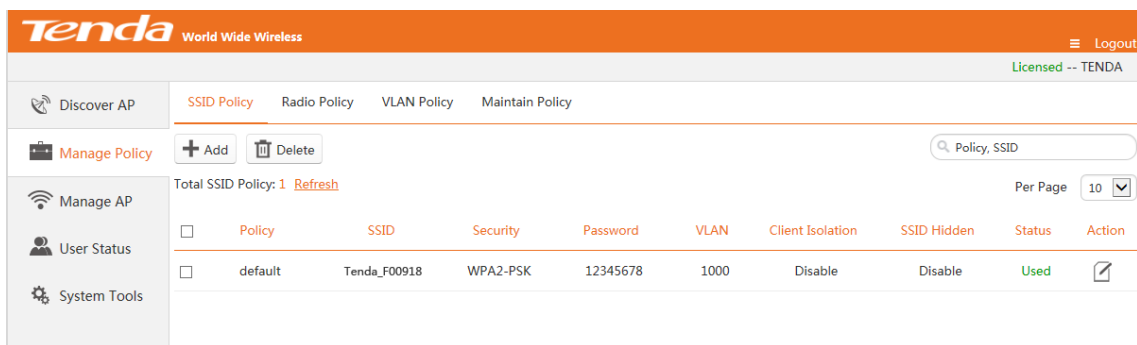 Tenda World Wide Wireless
Logout
Licensed -- TENDA
Discover AP
Manage Policy
Manage AP
User Status
System Tools
SSID Policy Radio Policy VLAN Policy Maintain Policy
Add Delete
Policy, SSID
Total SSID Policy: 1 Refresh
Per Page 10
Policy SSID Security Password VLAN Client Isolation SSID Hidden Status Action
default Tenda_F00918 WPA2-PSK 12345678 1000 Disable Disable Used